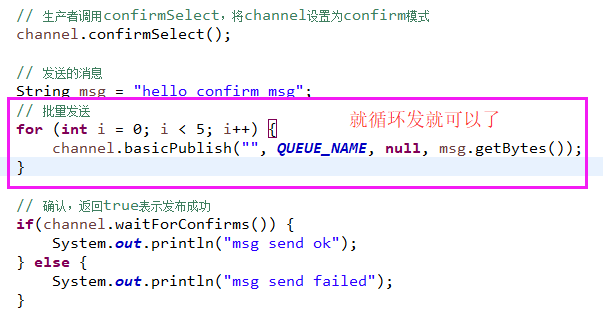 // 生产者调用confirmSelect，将channel设置为confirm模式
channel.confirmSelect();
// 发送的消息
String msg = "hello confirm msg";
// 批量发送
就循环发就可以了
for (int i = 0; i < 5; i++) {
channel.basicPublish("", QUEUE_NAME, null, msg.getBytes());
}
// 确认，返回true表示发布成功
if(channel.waitForConfirms()) {
System.out.println("msg send ok");
} else {
System.out.println("msg send failed");
}